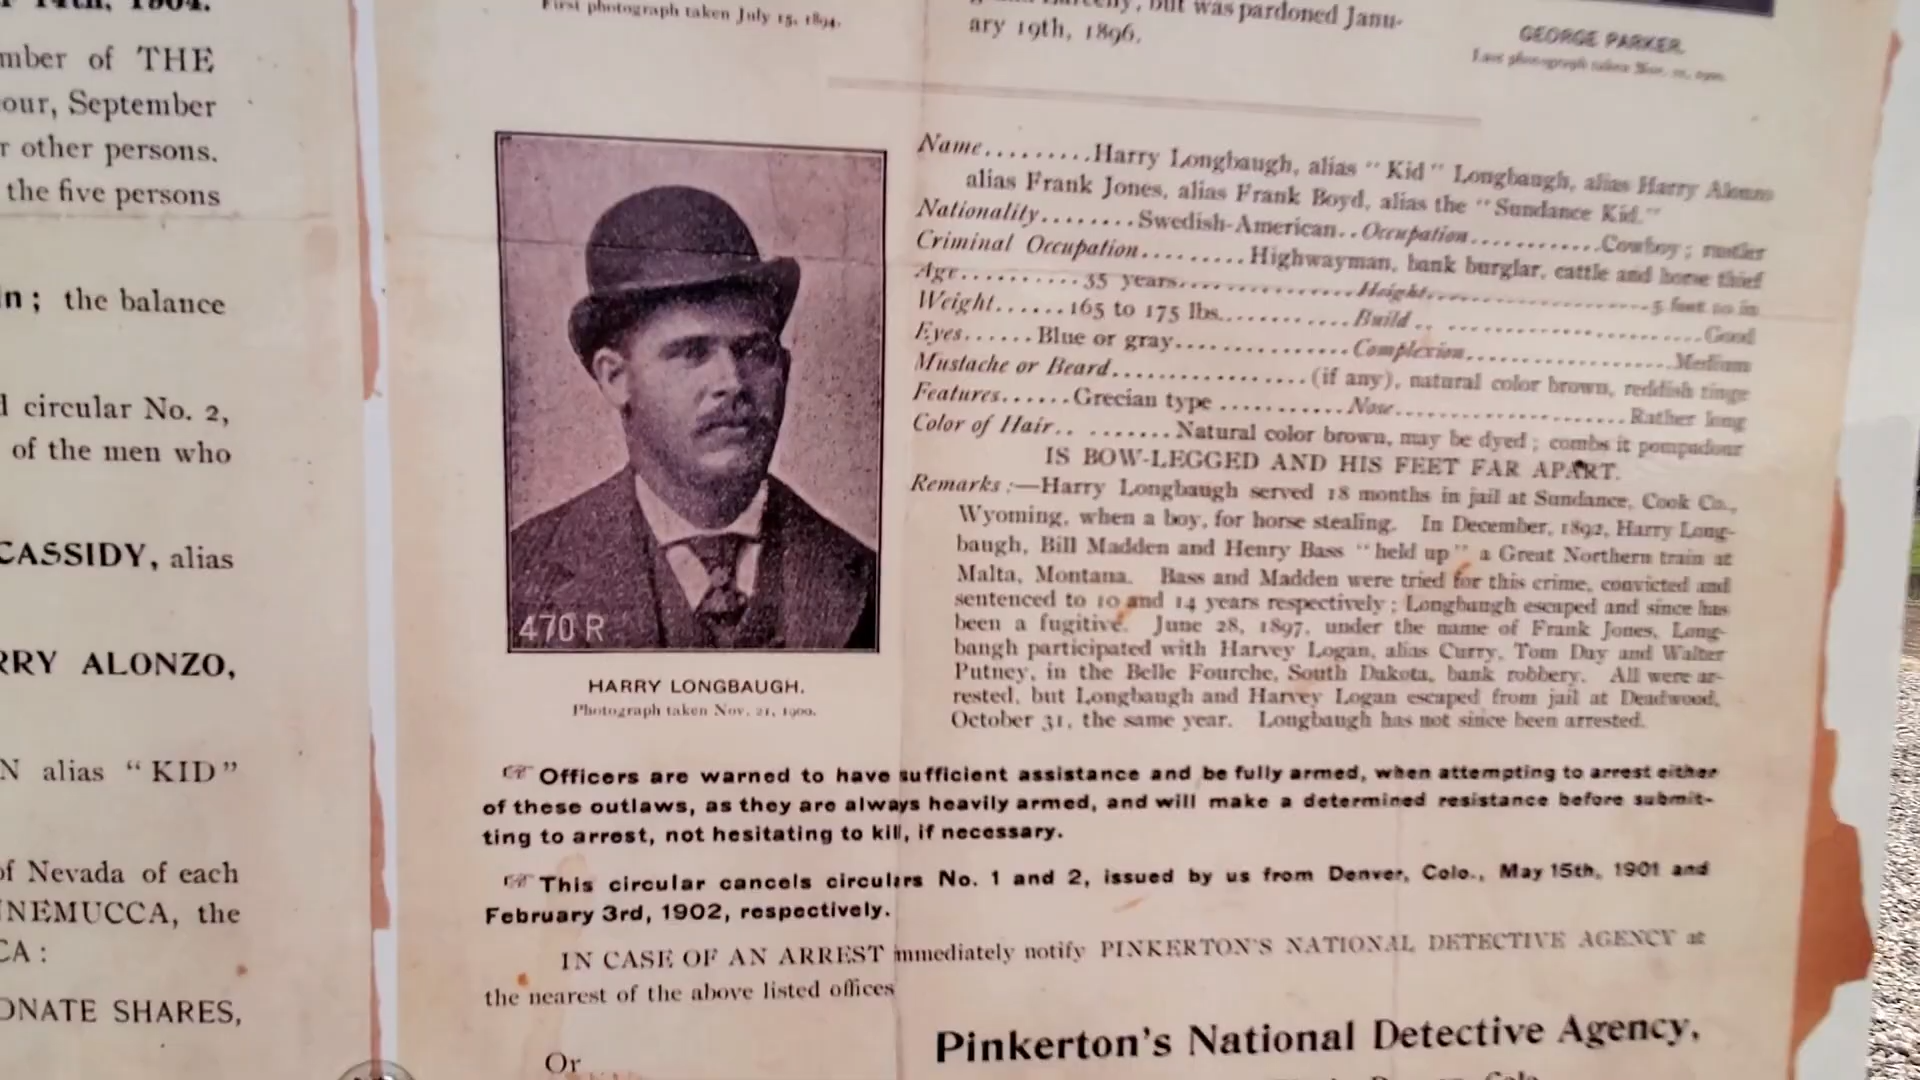 14th, 1904.
mber of THE
our, September
r other persons.
the five persons
n; the balance
d circular No. 2,
of the men who
CASSIDY, alias
RRY ALONZO,
N alias "KID"
of Nevada of each
NNEMUCCA, the
CA:
ONATE SHARES,
First photograph taken July 15, 1894.
but was pardoned Janu-
ary 19th, 1896.
GEORGE PARKER.
Last photograph taken Nov. 21, 1900.
Name.........Harry Longbaugh, alias "Kid" Longbaugh, alias Harry Alonzo
alias Frank Jones, alias Frank Boyd, alias the "Sundance Kid."
Nationality........Swedish-American..Occupation...........Cowboy; rustler
Criminal Occupation.........Highwayman, bank burglar, cattle and horse thief
Age..........35 years...............Height...................5 feet 10 in
Weight......165 to 175 lbs...........Build.. ....................Good
Eyes......Blue or gray..............Complexion................Medium
Mustache or Beard................(if any), natural color brown, reddish tinge
Features......Grecian type ..........Nose....................Rather long
Color of Hair.. .......Natural color brown, may be dyed; combs it pompadour
IS BOW-LEGGED AND HIS FEET FAR APART.
Remarks:—Harry Longbaugh served 18 months in jail at Sundance, Cook Co.,
Wyoming, when a boy, for horse stealing. In December, 1892, Harry Long-
baugh, Bill Madden and Henry Bass "held up" a Great Northern train at
Malta, Montana. Bass and Madden were tried for this crime, convicted and
sentenced to 10 and 14 years respectively; Longbaugh escaped and since has
been a fugitive. June 28, 1897, under the name of Frank Jones, Long-
baugh participated with Harvey Logan, alias Curry, Tom Day and Walter
Putney, in the Belle Fourche, South Dakota, bank robbery. All were ar-
rested, but Longbaugh and Harvey Logan escaped from jail at Deadwood,
October 31, the same year. Longbaugh has not since been arrested.
470 R
HARRY LONGBAUGH.
Photograph taken Nov. 21, 1900.
☞ Officers are warned to have sufficient assistance and be fully armed, when attempting to arrest either
of these outlaws, as they are always heavily armed, and will make a determined resistance before submit-
ting to arrest, not hesitating to kill, if necessary.
☞ This circular cancels circulars No. 1 and 2, issued by us from Denver, Colo., May 15th, 1901 and
February 3rd, 1902, respectively.
IN CASE OF AN ARREST immediately notify PINKERTON'S NATIONAL DETECTIVE AGENCY at
the nearest of the above listed offices
Pinkerton's National Detective Agency,
Or